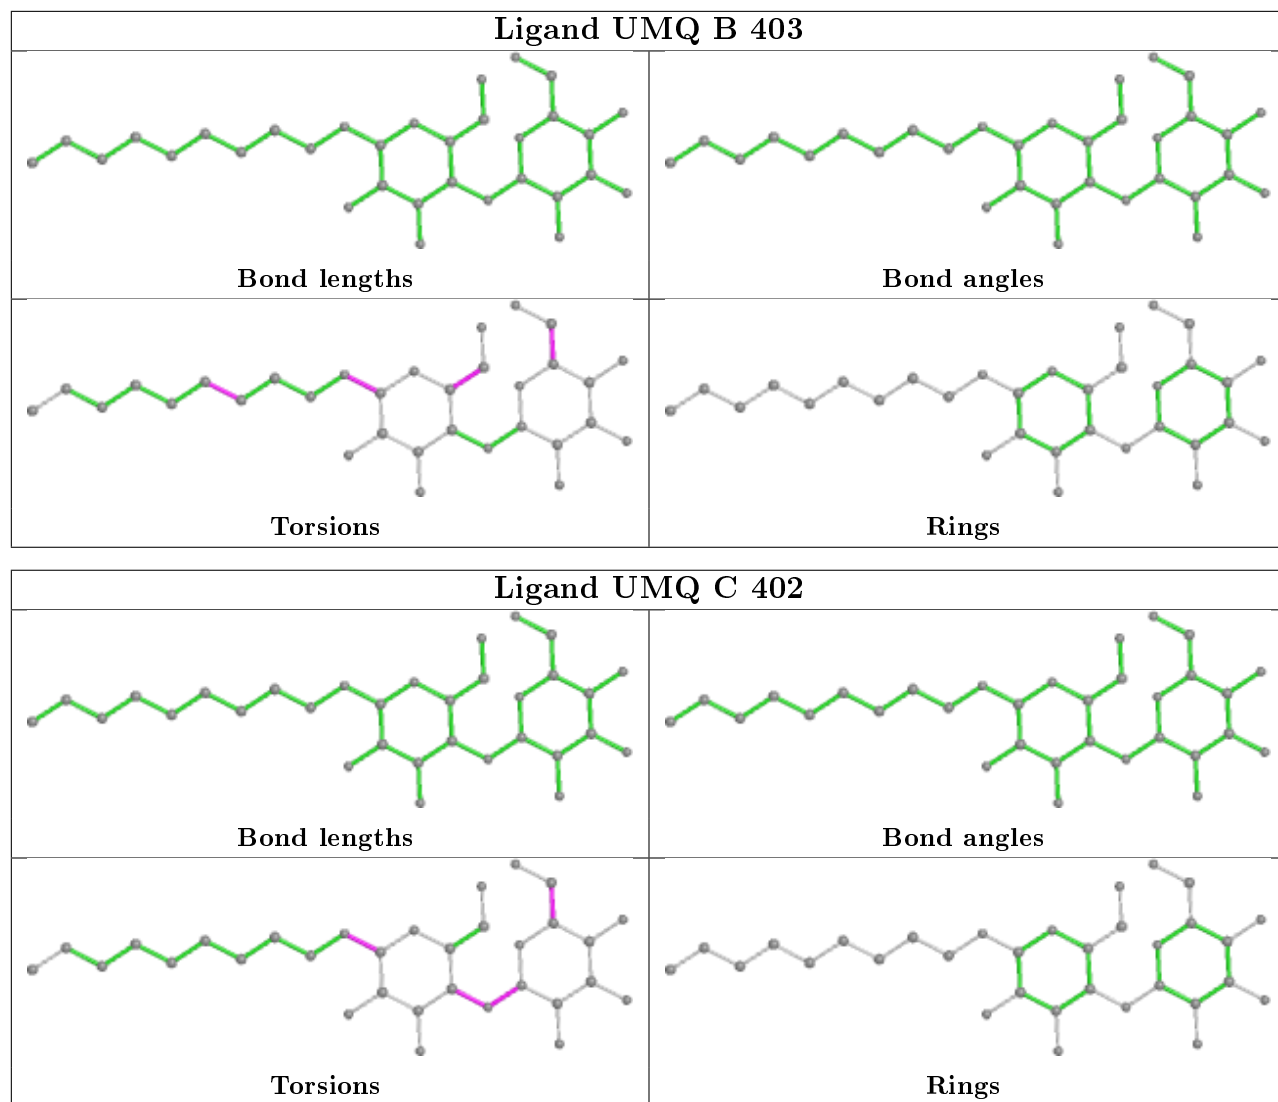 Ligand UMQ B 403
Bond lengths
Bond angles
Torsions
Rings
Ligand UMQ C 402
Bond lengths
Bond angles
Torsions
Rings